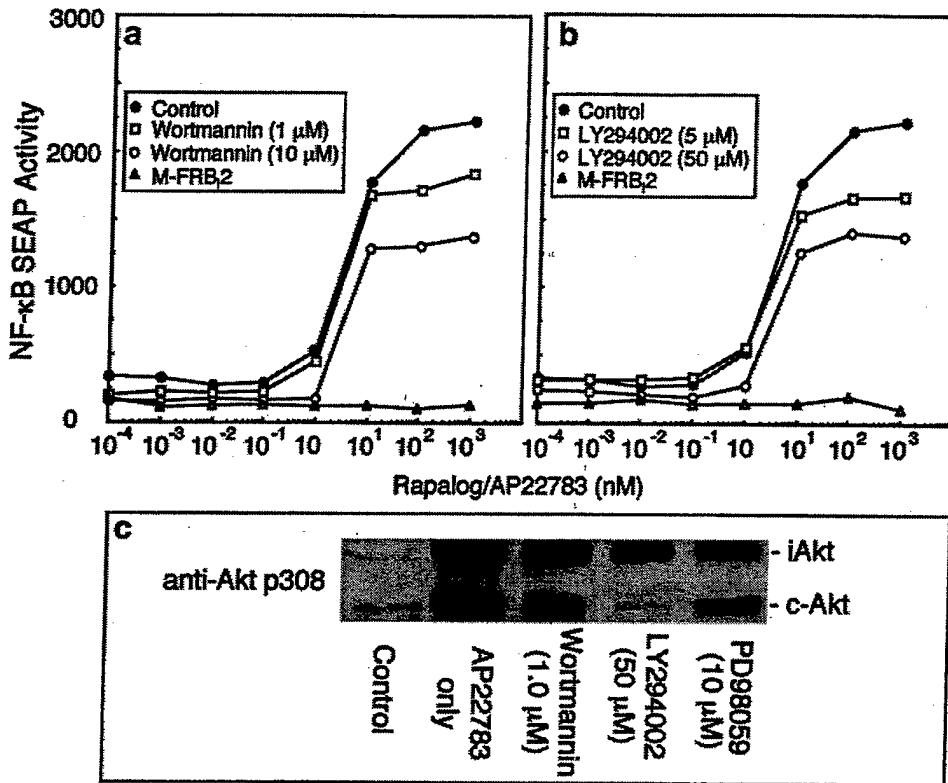 a
b
3000
2000
1000
0
NF-κB SEAP Activity
Control
Wortmannin (1 μM)
Wortmannin (10 μM)
M-FRB₁2
Control
LY294002 (5 μM)
LY294002 (50 μM)
M-FRB₁2
10⁻⁴ 10⁻³ 10⁻² 10⁻¹ 10⁰ 10¹ 10² 10³
10⁻⁴ 10⁻³ 10⁻² 10⁻¹ 10⁰ 10¹ 10² 10³
Rapalog/AP22783 (nM)
c
anti-Akt p308
- iAkt
- c-Akt
Control
AP22783
only
Wortmannin
(1.0 μM)
LY294002
(50 μM)
PD98059
(10 μM)